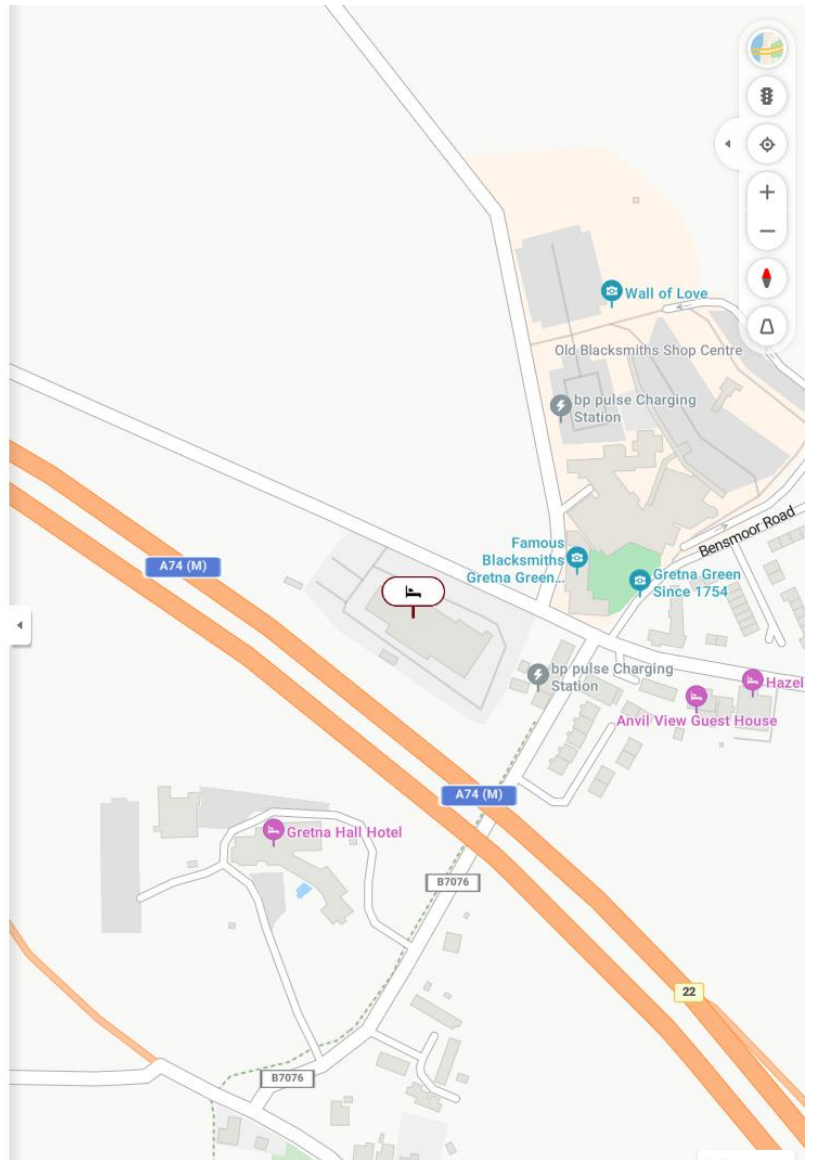 Wall of Love
Old Blacksmiths Shop Centre
bp pulse Charging
Station
Bensmoor Road
Famous
Blacksmiths
Gretna Green...
A74 (M)
Gretna Green
Since 1754
bp pulse Charging
Station
Hazel
Anvil View Guest House
A74 (M)
Gretna Hall Hotel
B7076
22
B7076